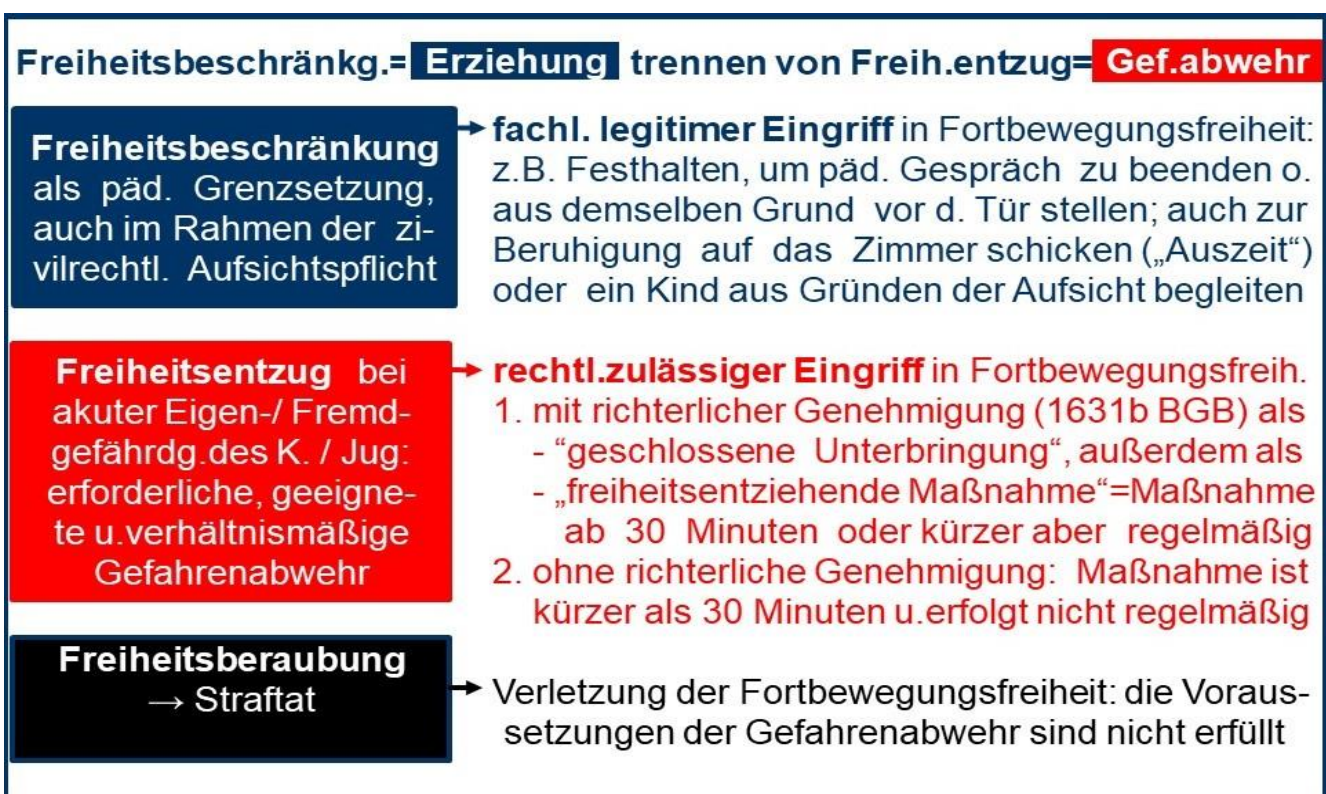 Freiheitsbeschränkg.= Erziehung trennen von Freih.entzug= Gef.abwehr
Freiheitsbeschränkung
als päd. Grenzsetzung,
auch im Rahmen der zi-
vilrechtl. Aufsichtspflicht
fachl. legitimer Eingriff in Fortbewegungsfreiheit:
z.B. Festhalten, um päd. Gespräch zu beenden o.
aus demselben Grund vor d. Tür stellen; auch zur
Beruhigung auf das Zimmer schicken („Auszeit“)
oder ein Kind aus Gründen der Aufsicht begleiten
Freiheitsentzug bei
akuter Eigen-/ Fremd-
gefährdg.des K. / Jug:
erforderliche, geeigne-
te u.verhältnismäßige
Gefahrenabwehr
rechtl.zulässiger Eingriff in Fortbewegungsfreih.
1. mit richterlicher Genehmigung (1631b BGB) als
- “geschlossene Unterbringung“, außerdem als
- „freiheitsentziehende Maßnahme“=Maßnahme
ab 30 Minuten oder kürzer aber regelmäßig
2. ohne richterliche Genehmigung: Maßnahme ist
kürzer als 30 Minuten u.erfolgt nicht regelmäßig
Freiheitsberaubung
→ Straftat
Verletzung der Fortbewegungsfreiheit: die Voraus-
setzungen der Gefahrenabwehr sind nicht erfüllt